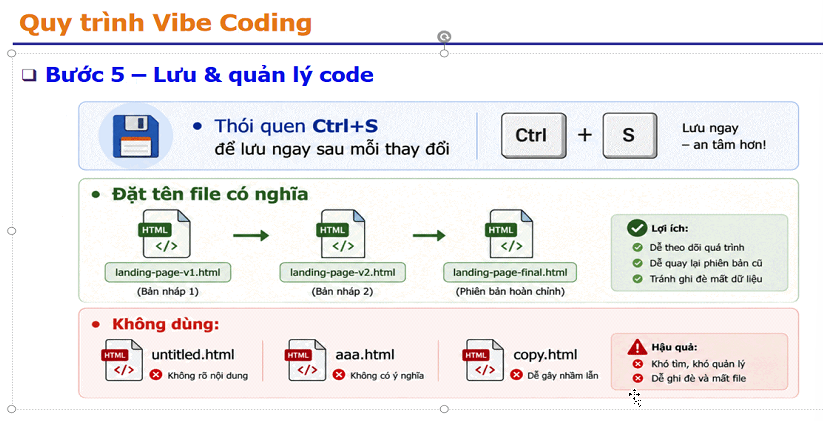 Quy trình Vibe Coding
❑ Bước 5 – Lưu & quản lý code
• Thói quen Ctrl+S
để lưu ngay sau mỗi thay đổi
Ctrl + S
Lưu ngay
– an tâm hơn!
• Đặt tên file có nghĩa
HTML </>
HTML </>
HTML </>
landing-page-v1.html
landing-page-v2.html
landing-page-final.html
(Bản nháp 1)
(Bản nháp 2)
(Phiên bản hoàn chỉnh)
Lợi ích:
Dễ theo dõi quá trình
Dễ quay lại phiên bản cũ
Tránh ghi đè mất dữ liệu
• Không dùng:
HTML </>
untitled.html
Không rõ nội dung
HTML </>
aaa.html
Không có ý nghĩa
HTML </>
copy.html
Dễ gây nhầm lẫn
Hậu quả:
Khó tìm, khó quản lý
Dễ ghi đè và mất file